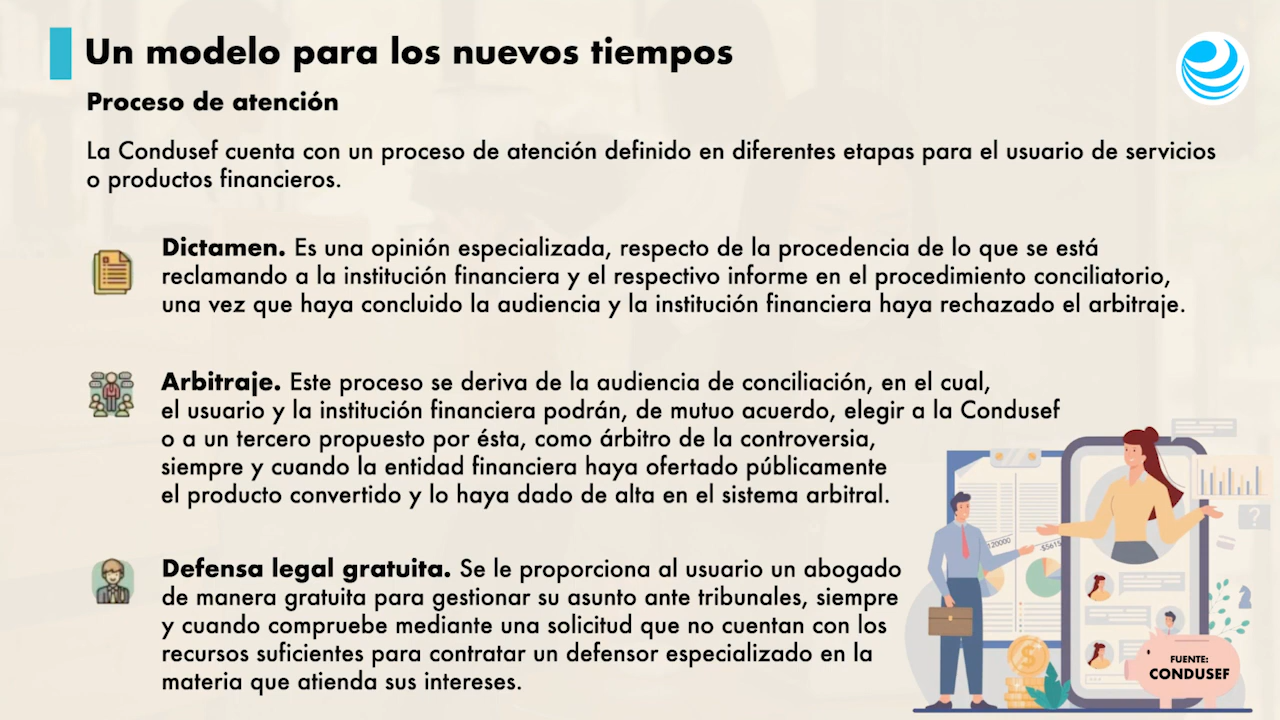 Un modelo para los nuevos tiempos
Proceso de atención
La Condusef cuenta con un proceso de atención definido en diferentes etapas para el usuario de servicios
o productos financieros.
Dictamen. Es una opinión especializada, respecto de la procedencia de lo que se está
reclamando a la institución financiera y el respectivo informe en el procedimiento conciliatorio,
una vez que haya concluido la audiencia y la institución financiera haya rechazado el arbitraje.
Arbitraje. Este proceso se deriva de la audiencia de conciliación, en el cual,
el usuario y la institución financiera podrán, de mutuo acuerdo, elegir a la Condusef
o a un tercero propuesto por ésta, como árbitro de la controversia,
siempre y cuando la entidad financiera haya ofertado públicamente
el producto convertido y lo haya dado de alta en el sistema arbitral.
Defensa legal gratuita. Se le proporciona al usuario un abogado
de manera gratuita para gestionar su asunto ante tribunales, siempre
y cuando compruebe mediante una solicitud que no cuentan con los
recursos suficientes para contratar un defensor especializado en la
materia que atienda sus intereses.
?
$
FUENTE:
CONDUSEF